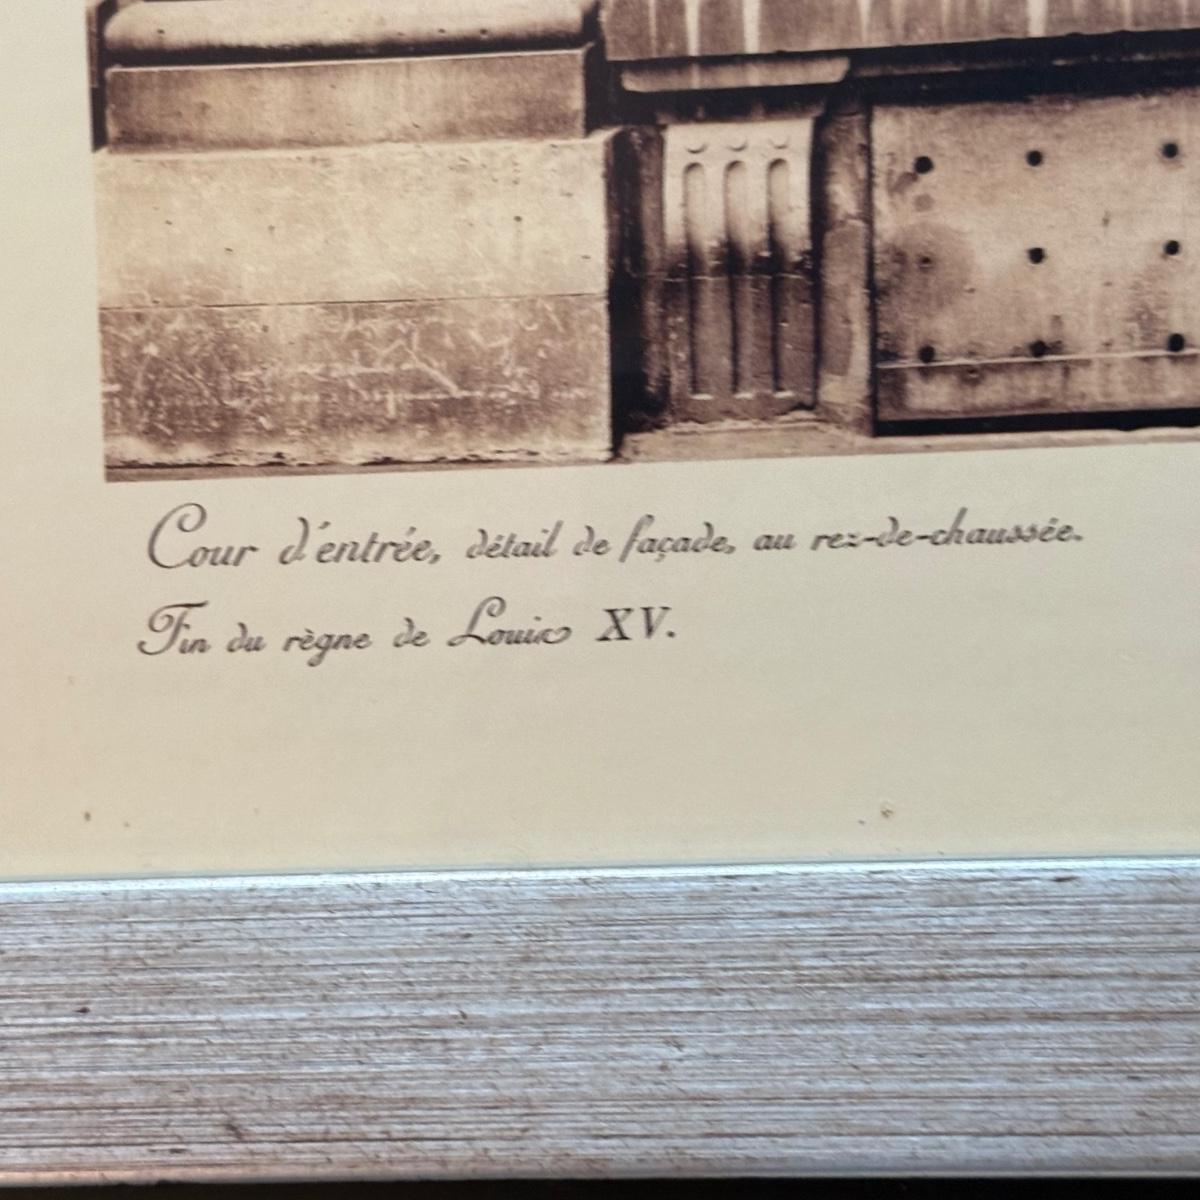 Cour d'entrée, détail de façade, au rez-de-chaussée.
Fin du règne de Louis XV.